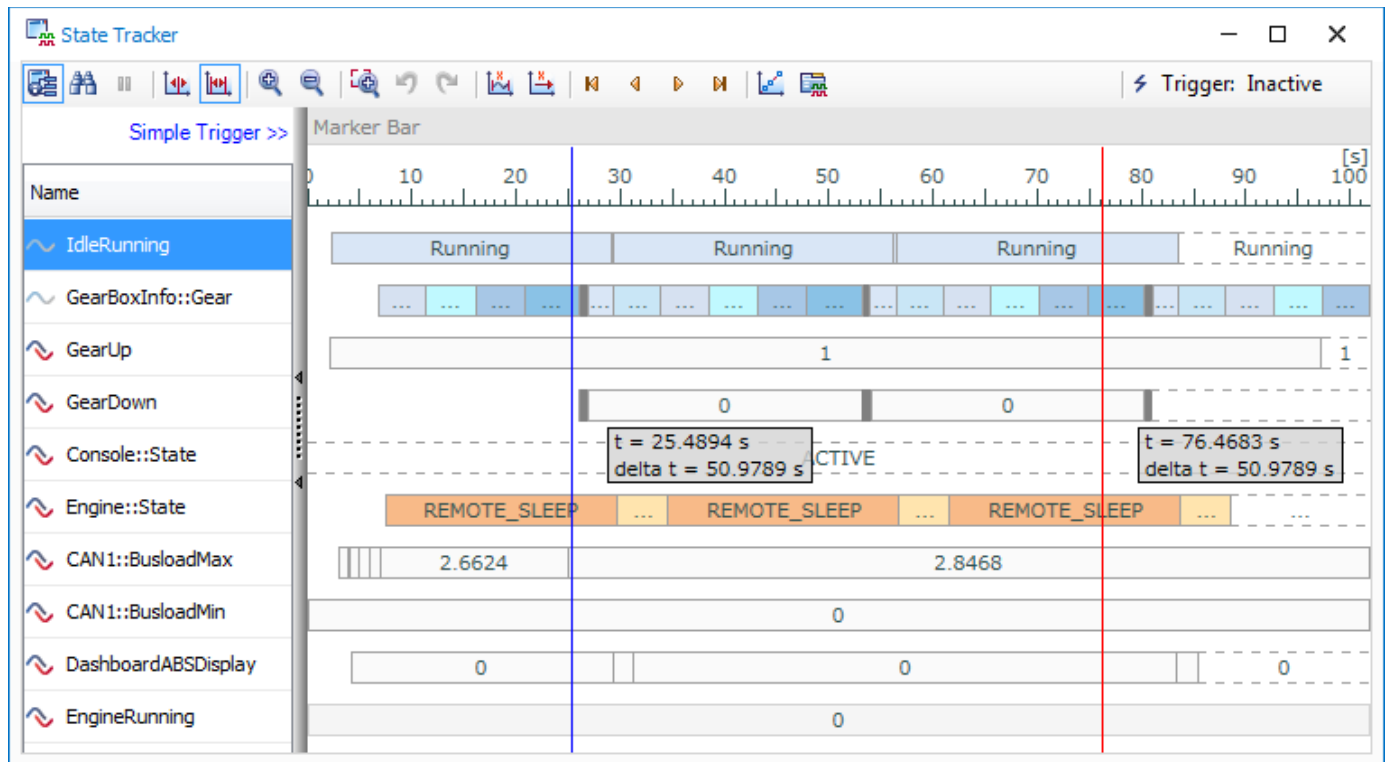 State Tracker
Trigger: Inactive
Simple Trigger >>
Marker Bar
Name
[s]
0 10 20 30 40 50 60 70 80 90 100
IdleRunning
Running Running Running Running
GearBoxInfo::Gear
... ... ... ... ... ... ... ... ... ... ... ... ... ... ... ... ... ... ... ... ...
GearUp
1 1
GearDown
0 0
t = 25.4894 s
delta t = 50.9789 s
t = 76.4683 s
delta t = 50.9789 s
Console::State
ACTIVE
Engine::State
REMOTE_SLEEP ... REMOTE_SLEEP ... REMOTE_SLEEP ... ...
CAN1::BusloadMax
2.6624 2.8468
CAN1::BusloadMin
0
DashboardABSDisplay
0 0 0
EngineRunning
0